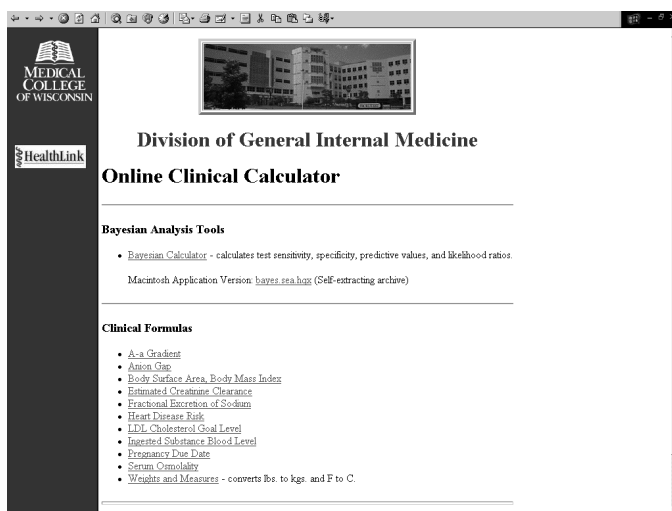 MEDICAL
COLLEGE
OF WISCONSIN
HealthLink
Division of General Internal Medicine
Online Clinical Calculator
Bayesian Analysis Tools
Bayesian Calculator - calculates test sensitivity, specificity, predictive values, and likelihood ratios.
Macintosh Application Version: bayes.sea.hqx (Self-extracting archive)
Clinical Formulas
A-a Gradient
Anion Gap
Body Surface Area, Body Mass Index
Estimated Creatinine Clearance
Fractional Excretion of Sodium
Heart Disease Risk
LDL Cholesterol Goal Level
Ingested Substance Blood Level
Pregnancy Due Date
Serum Osmolality
Weights and Measures - converts lbs. to kgs. and F to C.